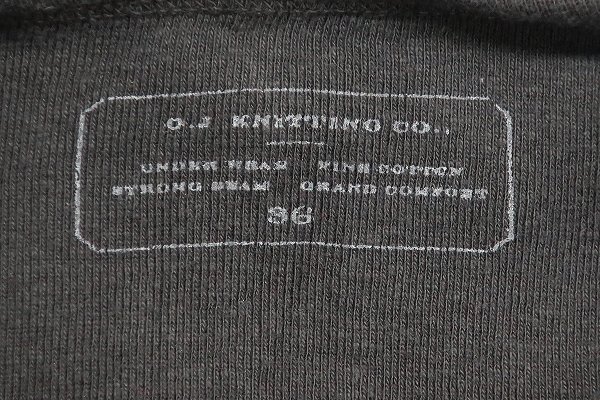 O.J KNITTING CO.,
UNDER WEAR FINE COTTON
STRONG SEAM GRAND COMFORT
36